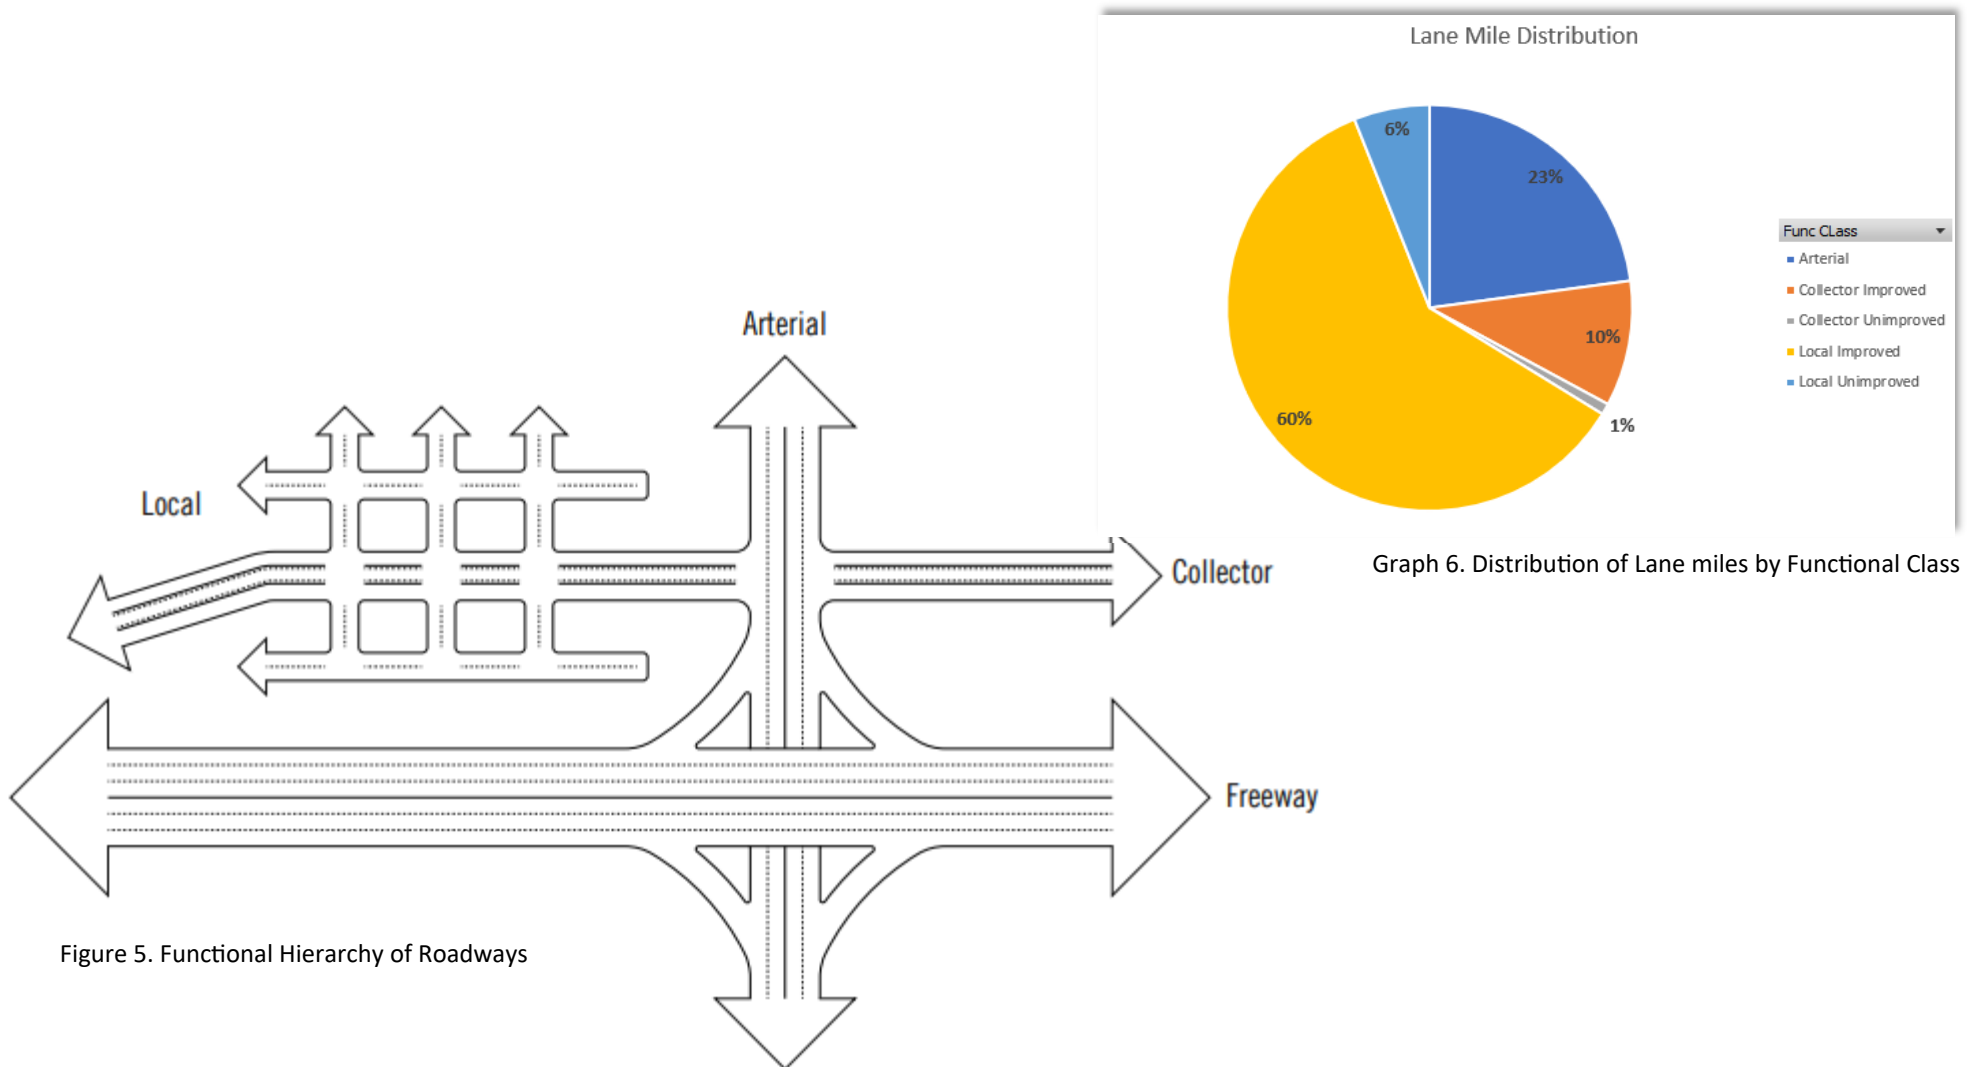 Lane Mile Distribution
6%
23%
10%
1%
60%
Func CLass
Arterial
Collector Improved
Collector Unimproved
Local Improved
Local Unimproved
Graph 6. Distribution of Lane miles by Functional Class
Arterial
Local
Collector
Freeway
Figure 5. Functional Hierarchy of Roadways